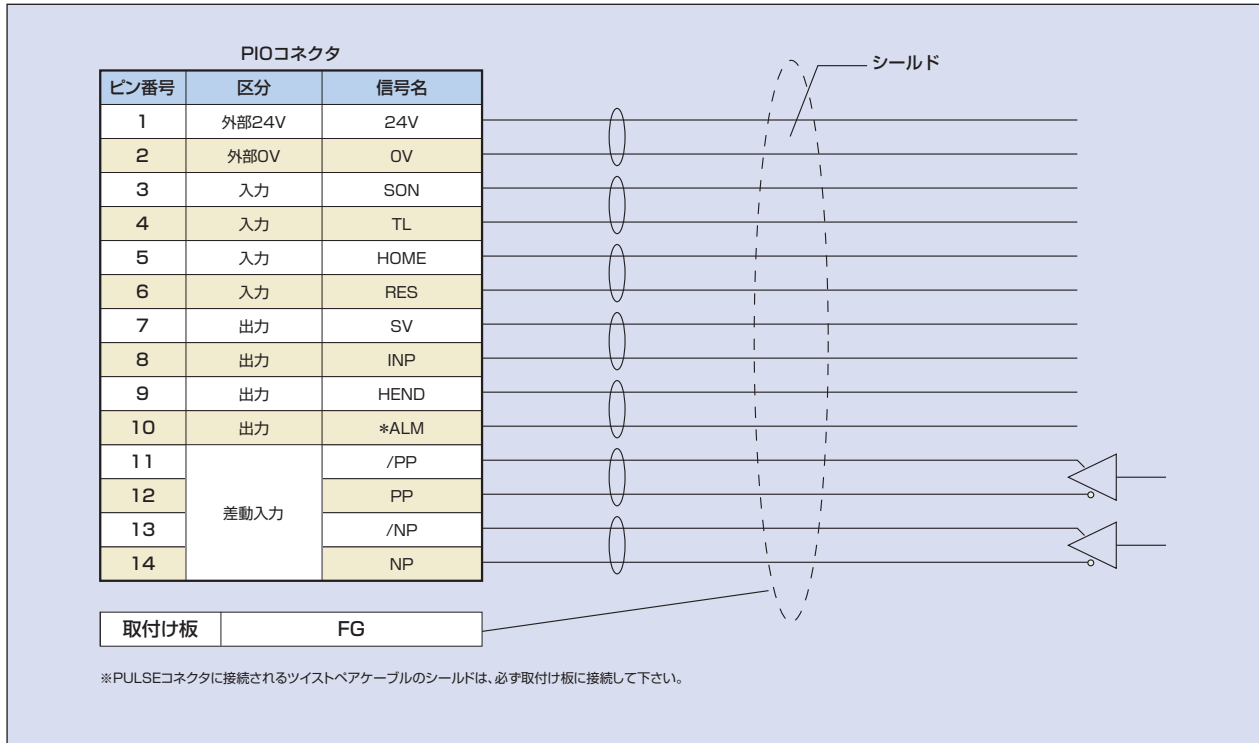 PIOコネクタ
シールド
ピン番号 区分 信号名
1 外部24V 24V
2 外部0V 0V
3 入力 SON
4 入力 TL
5 入力 HOME
6 入力 RES
7 出力 SV
8 出力 INP
9 出力 HEND
10 出力 *ALM
11 差動入力 /PP
12 PP
13 /NP
14 NP
取付け板 FG
※PULSEコネクタに接続されるツイストペアケーブルのシールドは、必ず取付け板に接続して下さい。